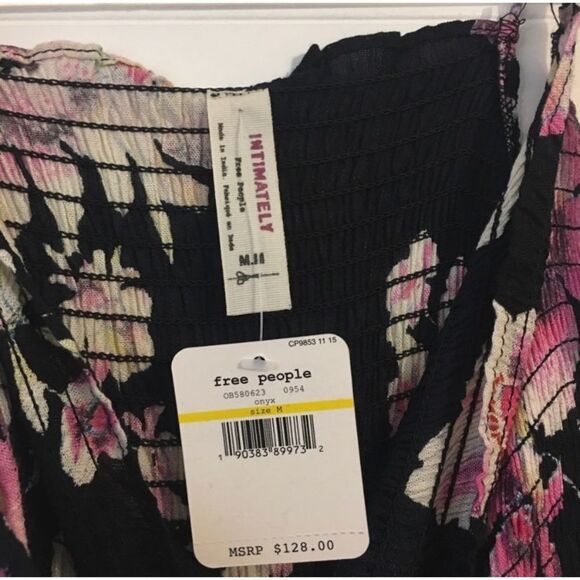 INTIMATELY
Free People
Made in India. Fabriqué en Inde
M.
CP9853 11 15
free people
OB580623 0954
onyx
size M
1 90383 89973 2
MSRP $128.00